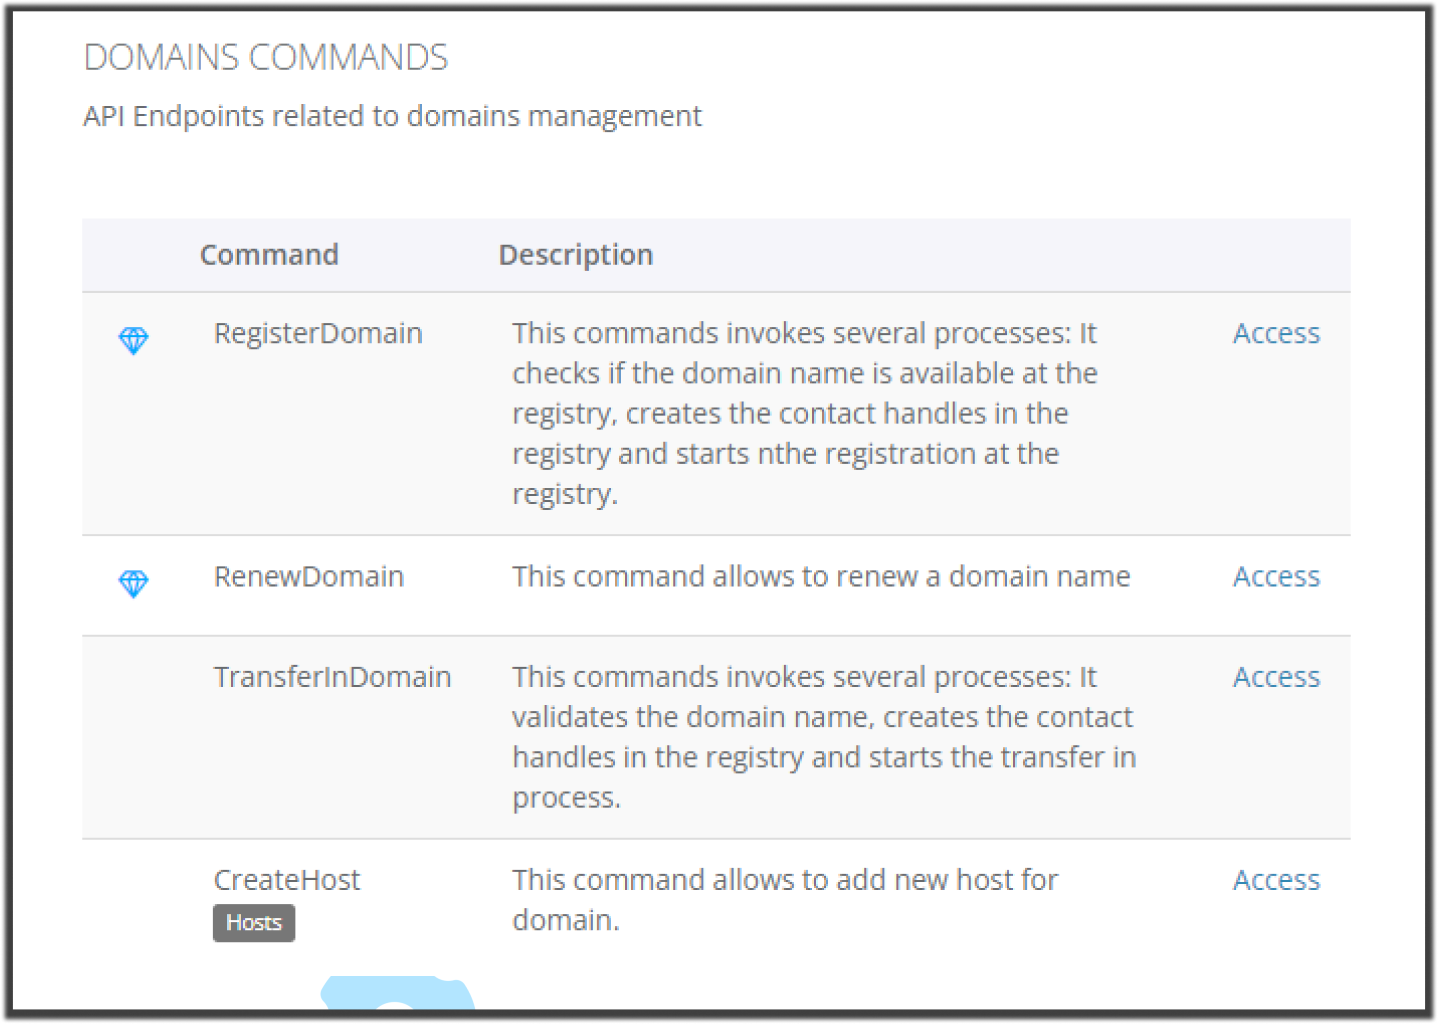 DOMAINS COMMANDS
API Endpoints related to domains management
Command Description
RegisterDomain This commands invokes several processes: It Access
checks if the domain name is available at the
registry, creates the contact handles in the
registry and starts nthe registration at the
registry.
RenewDomain This command allows to renew a domain name Access
TransferInDomain This commands invokes several processes: It Access
validates the domain name, creates the contact
handles in the registry and starts the transfer in
process.
CreateHost This command allows to add new host for Access
Hosts domain.